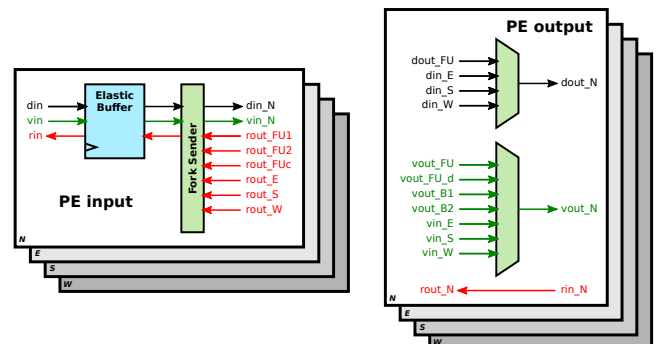 Elastic
Buffer
din
vin
rin
Fork Sender
din_N
vin_N
rout_FU1
rout_FU2
rout_FUc
rout_E
rout_S
rout_W
PE input
N
E
S
W
PE output
dout_FU
din_E
din_S
din_W
dout_N
vout_FU
vout_FU_d
vout_B1
vout_B2
vin_E
vin_S
vin_W
vout_N
rout_N
rin_N
N
E
S
W